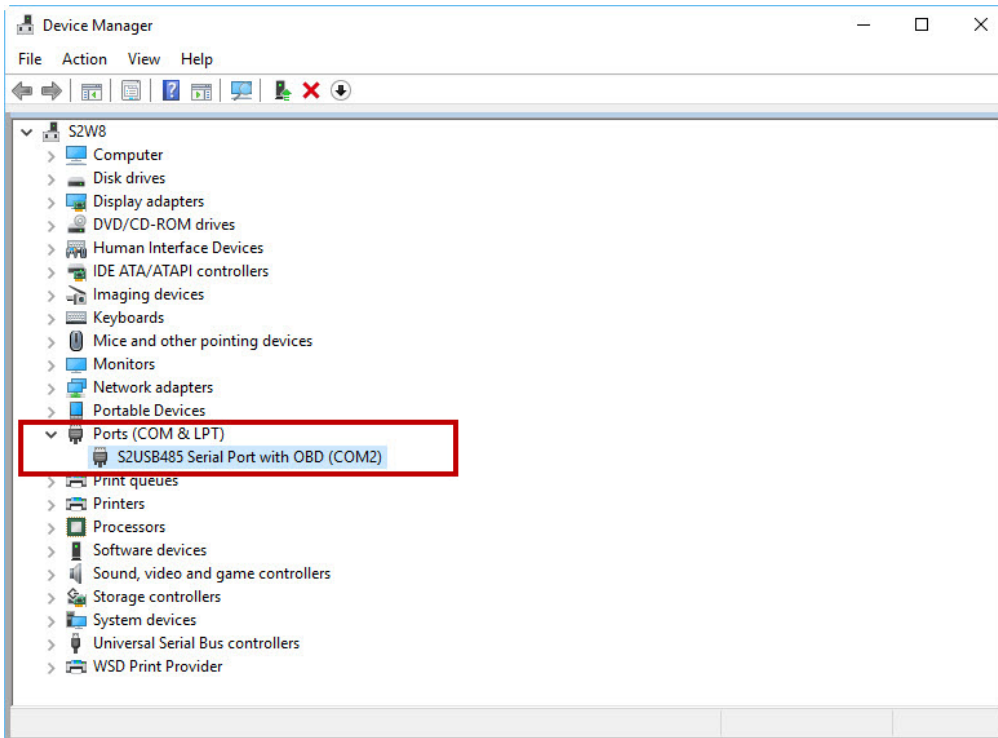 Device Manager
File Action View Help
S2W8
Computer
Disk drives
Display adapters
DVD/CD-ROM drives
Human Interface Devices
IDE ATA/ATAPI controllers
Imaging devices
Keyboards
Mice and other pointing devices
Monitors
Network adapters
Portable Devices
Ports (COM & LPT)
S2USB485 Serial Port with OBD (COM2)
Print queues
Printers
Processors
Software devices
Sound, video and game controllers
Storage controllers
System devices
Universal Serial Bus controllers
WSD Print Provider